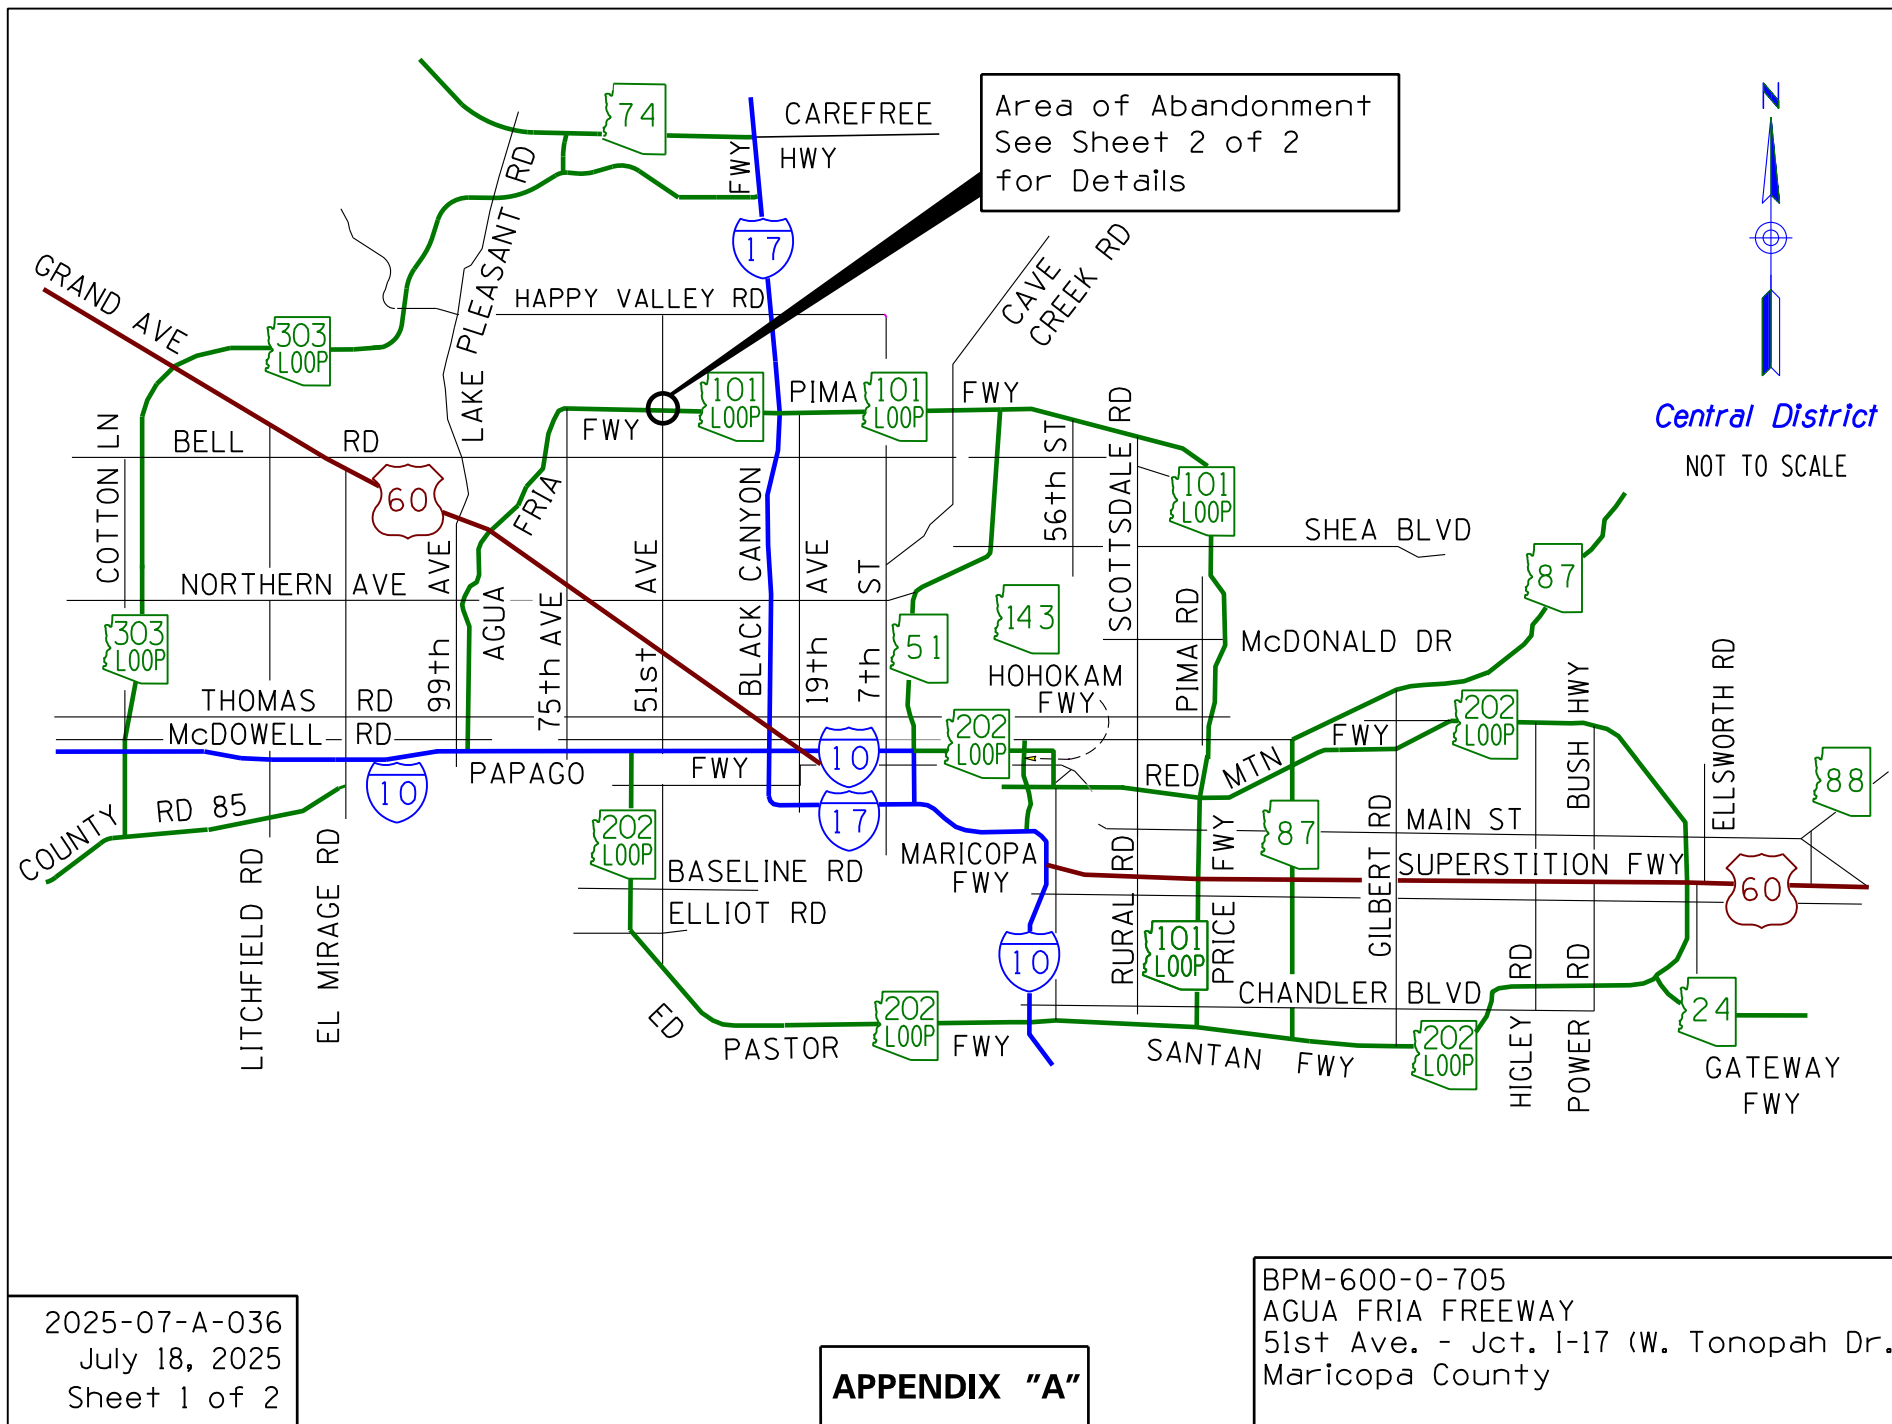 74
CAREFREE
HWY
FWY
17
Area of Abandonment
See Sheet 2 of 2
for Details
N
Central District
NOT TO SCALE
GRAND AVE
LAKE PLEASANT RD
HAPPY VALLEY RD
CAVE
CREEK RD
303
LOOP
101
LOOP
PIMA
101
LOOP
FWY
FWY
COTTON LN
BELL RD
60
AGUA FRIA
BLACK CANYON
56th ST
SCOTTSDALE RD
101
LOOP
SHEA BLVD
87
NORTHERN AVE
99th AVE
75th AVE
51st AVE
19th AVE
7th ST
303
LOOP
51
143
PIMA RD
McDONALD DR
HOHOKAM
FWY
THOMAS RD
McDOWELL RD
202
LOOP
202
LOOP
BUSH HWY
ELLSWORTH RD
10
PAPAGO FWY
10
RED MTN FWY
88
COUNTY RD 85
17
202
LOOP
87
MAIN ST
MARICOPA
FWY
SUPERSTITION FWY
60
BASELINE RD
ELLIOT RD
LITCHFIELD RD
EL MIRAGE RD
RURAL RD
PRICE FWY
GILBERT RD
10
101
LOOP
CHANDLER BLVD
HIGLEY RD
POWER RD
24
GATEWAY
FWY
ED PASTOR FWY
202
LOOP
SANTAN FWY
202
LOOP
2025-07-A-036
July 18, 2025
Sheet 1 of 2
APPENDIX "A"
BPM-600-0-705
AGUA FRIA FREEWAY
51st Ave. - Jct. I-17 (W. Tonopah Dr.
Maricopa County